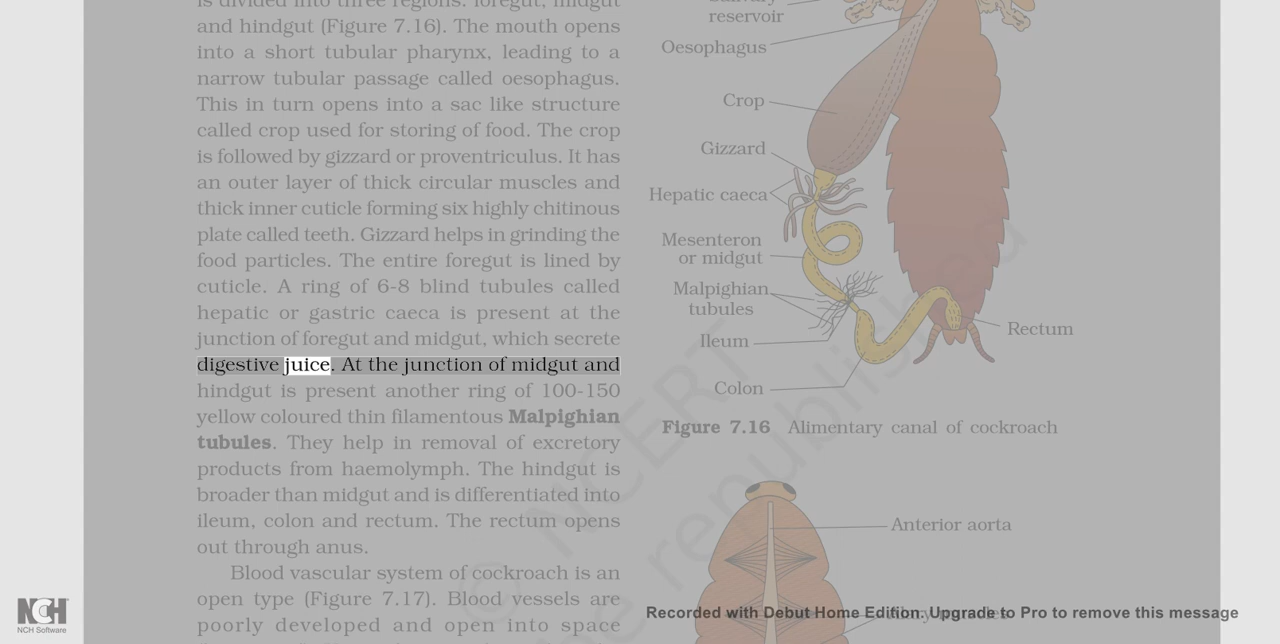 is divided into three regions: foregut, midgut
and hindgut (Figure 7.16). The mouth opens
into a short tubular pharynx, leading to a
narrow tubular passage called oesophagus.
This in turn opens into a sac like structure
called crop used for storing of food. The crop
is followed by gizzard or proventriculus. It has
an outer layer of thick circular muscles and
thick inner cuticle forming six highly chitinous
plate called teeth. Gizzard helps in grinding the
food particles. The entire foregut is lined by
cuticle. A ring of 6-8 blind tubules called
hepatic or gastric caeca is present at the
junction of foregut and midgut, which secrete
digestive juice. At the junction of midgut and
hindgut is present another ring of 100-150
yellow coloured thin filamentous Malpighian
tubules. They help in removal of excretory
products from haemolymph. The hindgut is
broader than midgut and is differentiated into
ileum, colon and rectum. The rectum opens
out through anus.
Blood vascular system of cockroach is an
open type (Figure 7.17). Blood vessels are
poorly developed and open into space
Salivary
reservoir
Oesophagus
Crop
Gizzard
Hepatic caeca
Mesenteron
or midgut
Malpighian
tubules
Ileum
Colon
Rectum
Figure 7.16 Alimentary canal of cockroach
Anterior aorta
© NCERT
be republished
Recorded with Debut Home Edition. Upgrade to Pro to remove this message
NCH
NCH Software